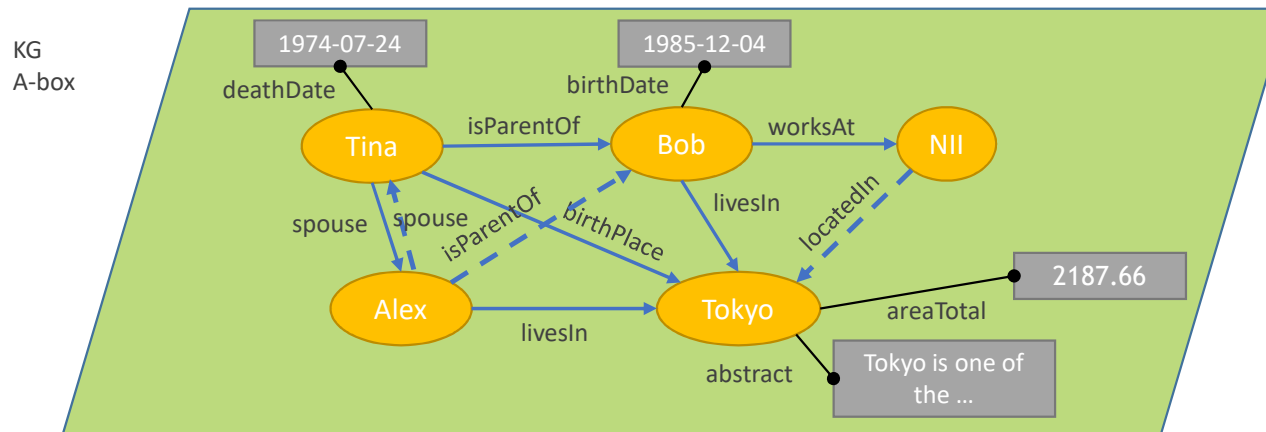 KG
A-box
1974-07-24
1985-12-04
deathDate
birthDate
isParentOf
worksAt
Tina
Bob
NII
livesIn
spouse
spouse
isParentOf
birthPlace
locatedIn
2187.66
Alex
Tokyo
areaTotal
livesIn
abstract
Tokyo is one of
the ...